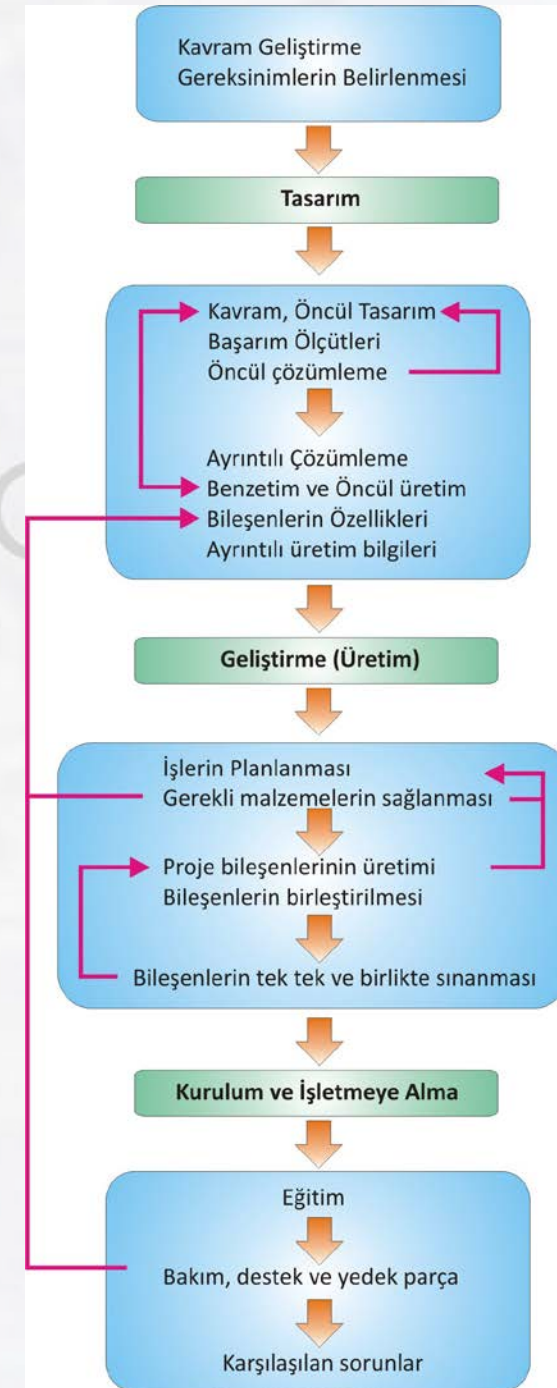 Kavram Geliştirme
Gereksinimlerin Belirlenmesi
Tasarım
Kavram, Öncül Tasarım
Başarım Ölçütleri
Öncül çözümleme
Ayrıntılı Çözümleme
Benzetim ve Öncül üretim
Bileşenlerin Özellikleri
Ayrıntılı üretim bilgileri
Geliştirme (Üretim)
İşlerin Planlanması
Gerekli malzemelerin sağlanması
Proje bileşenlerinin üretimi
Bileşenlerin birleştirilmesi
Bileşenlerin tek tek ve birlikte sınanması
Kurulum ve İşletmeye Alma
Eğitim
Bakım, destek ve yedek parça
Karşılaşılan sorunlar